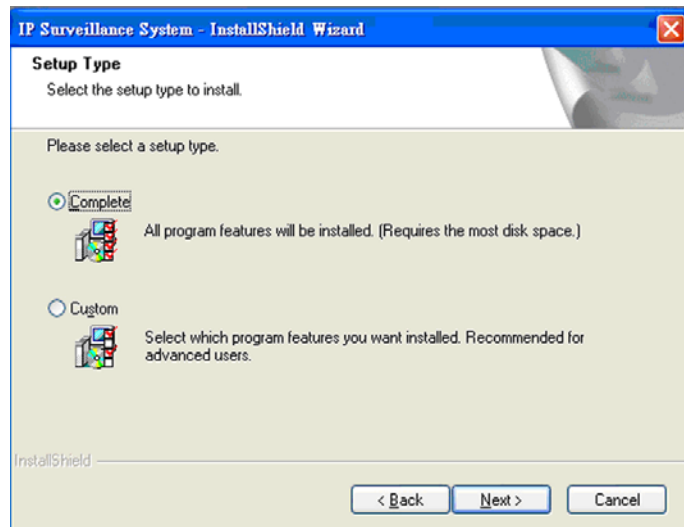 IP Surveillance System - InstallShield Wizard
Setup Type
Select the setup type to install.
Please select a setup type.
Complete
All program features will be installed. (Requires the most disk space.)
Custom
Select which program features you want installed. Recommended for
advanced users.
InstallShield
< Back
Next >
Cancel